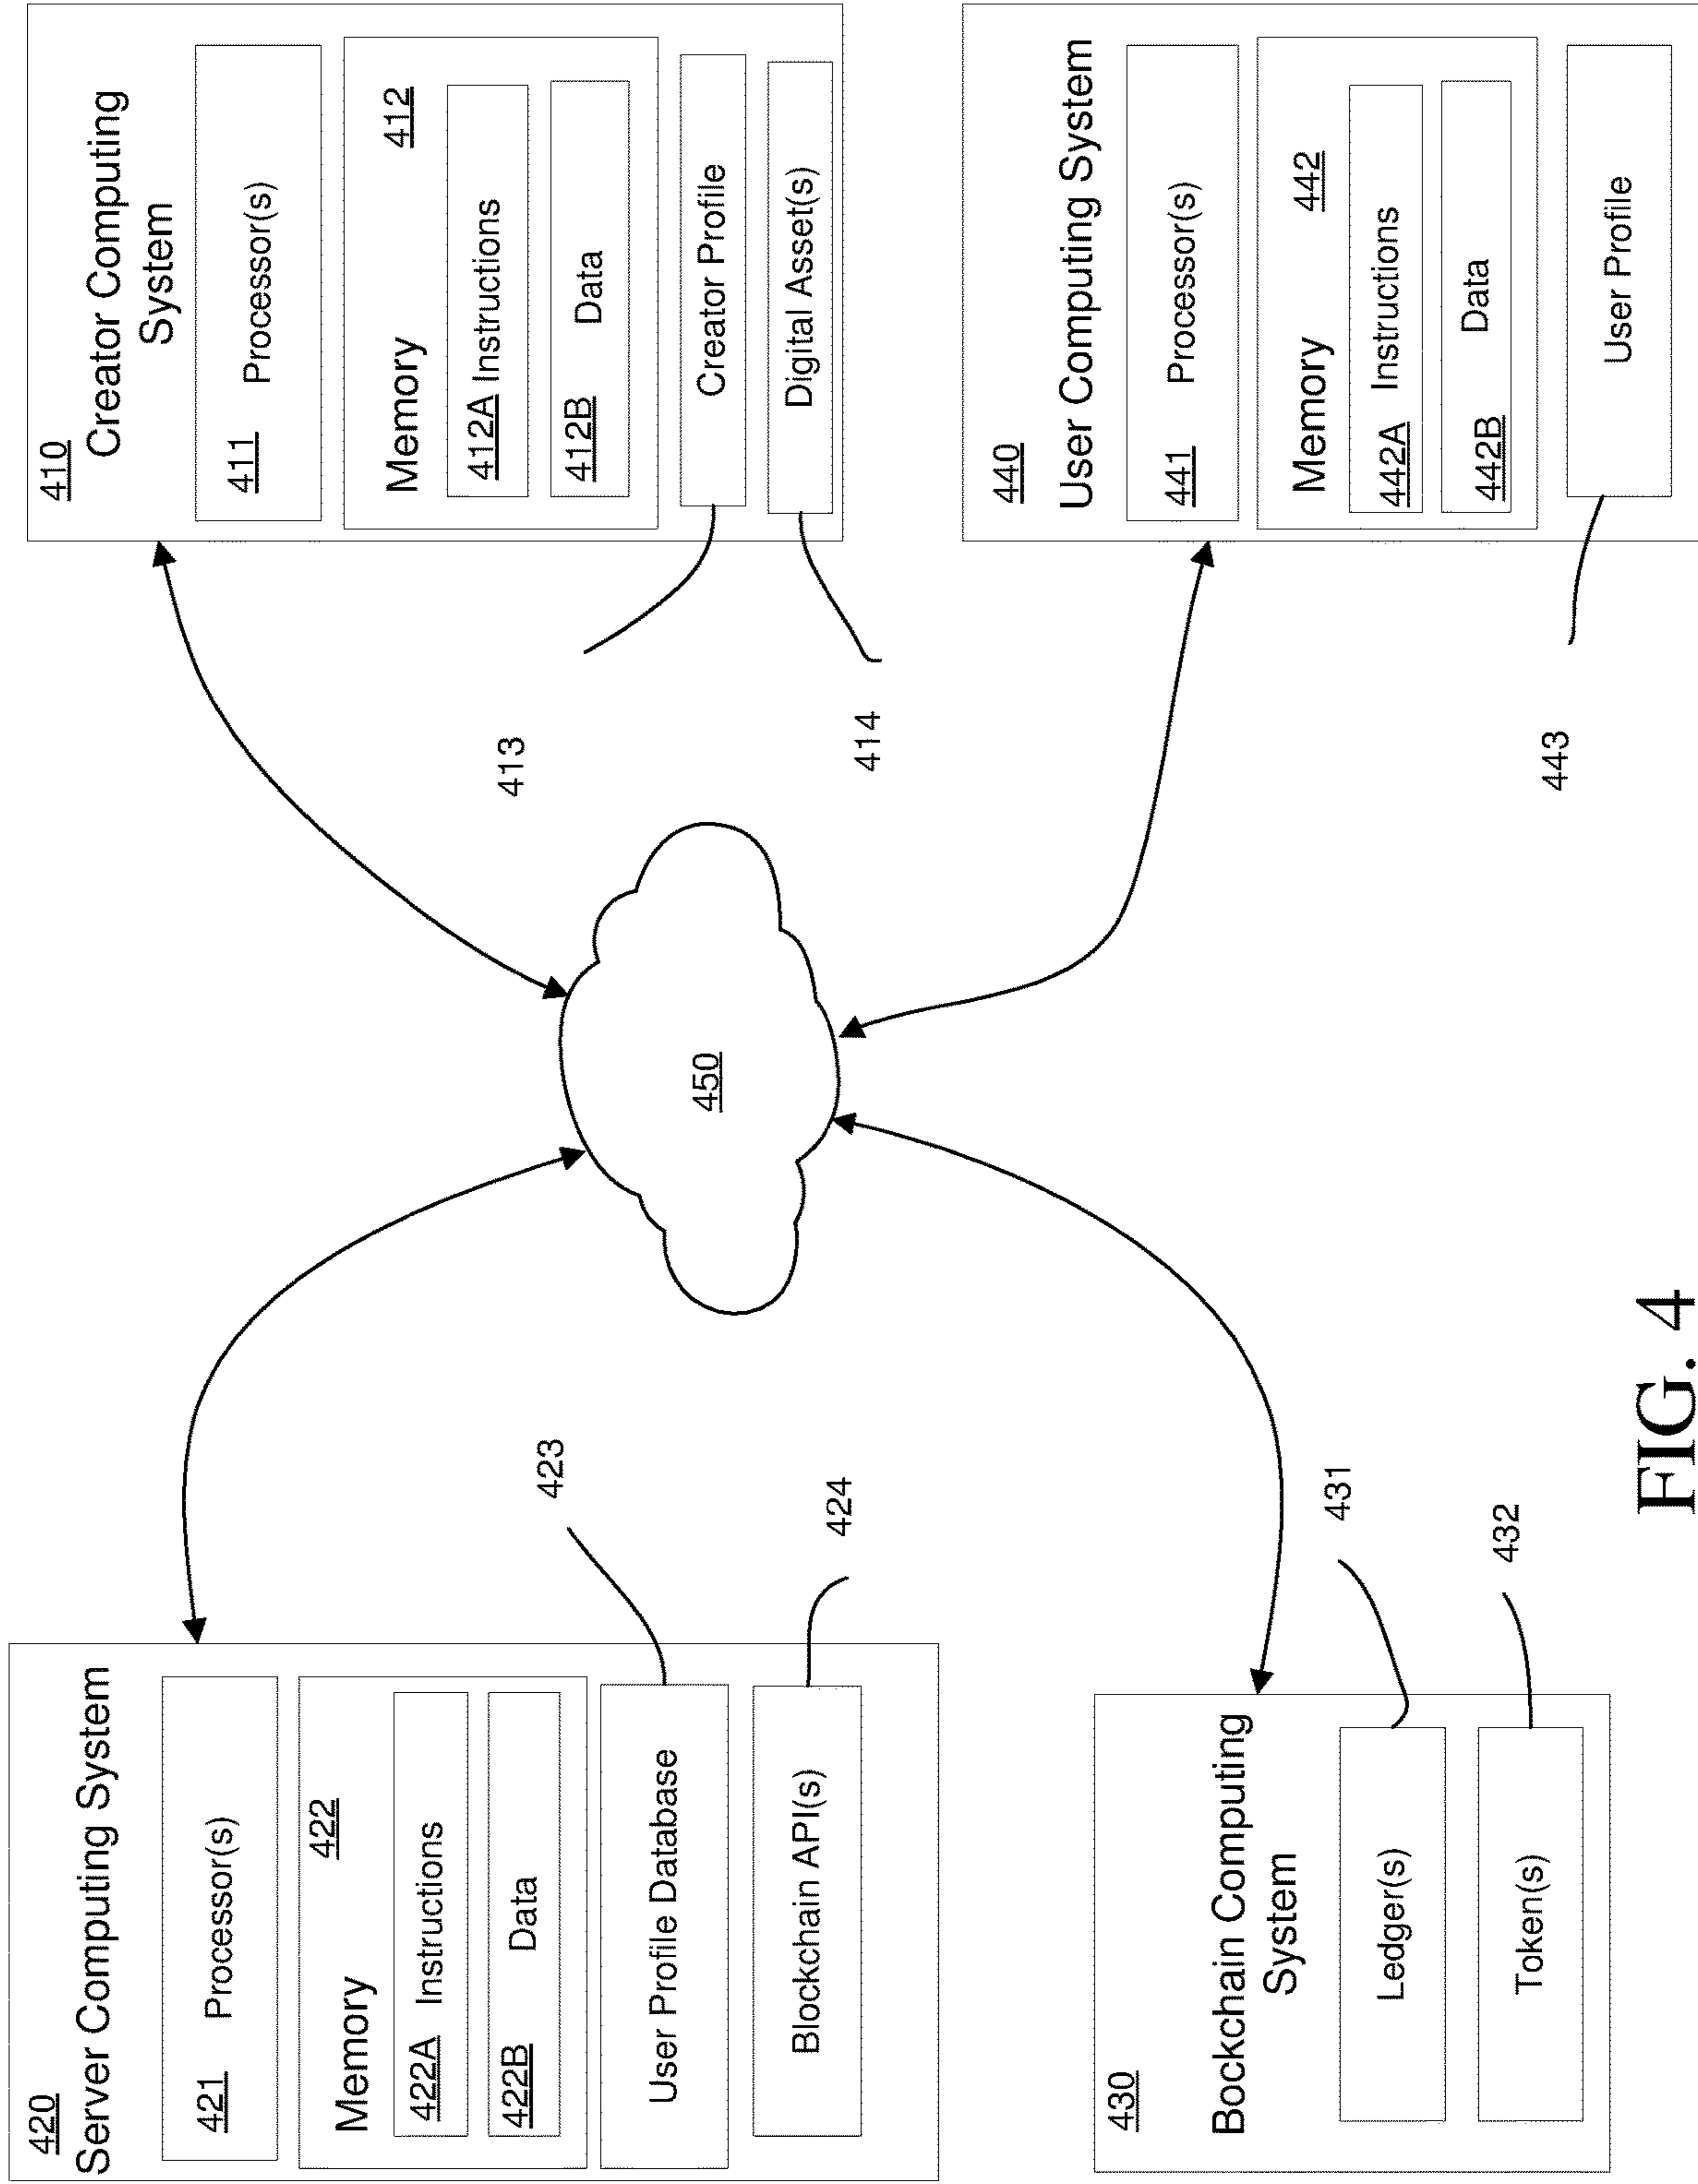 420
Server Computing System
421 Processor(s)
Memory 422
422A Instructions
422B Data
User Profile Database
Blockchain API(s)
423
424
410
Creator Computing
System
411 Processor(s)
Memory 412
412A Instructions
412B Data
Creator Profile
Digital Asset(s)
413
414
450
430
Bockchain Computing
System
Ledger(s)
Token(s)
431
432
440
User Computing System
441 Processor(s)
Memory 442
442A Instructions
442B Data
User Profile
443
FIG. 4